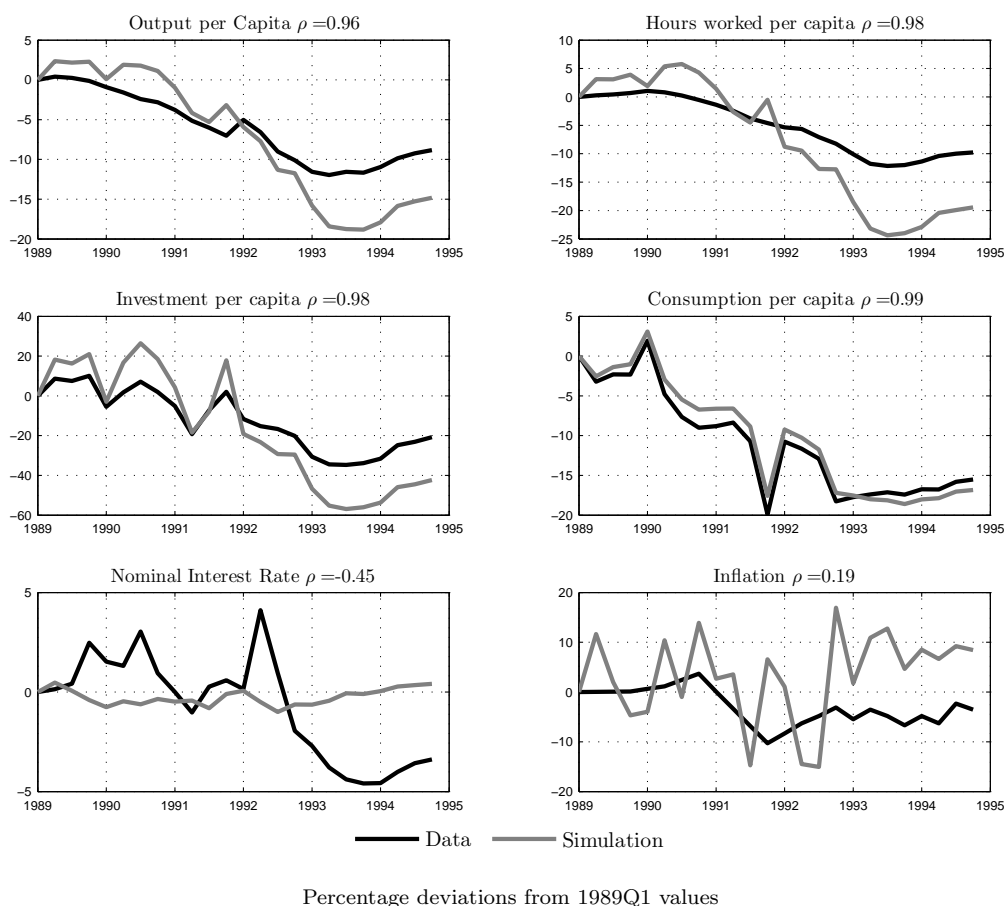 Output per Capita ρ =0.96
5
0
−5
−10
−15
−20
1989 1990 1991 1992 1993 1994 1995
Hours worked per capita ρ =0.98
10
5
0
−5
−10
−15
−20
−25
1989 1990 1991 1992 1993 1994 1995
Investment per capita ρ =0.98
40
20
0
−20
−40
−60
1989 1990 1991 1992 1993 1994 1995
Consumption per capita ρ =0.99
5
0
−5
−10
−15
−20
1989 1990 1991 1992 1993 1994 1995
Nominal Interest Rate ρ =-0.45
5
0
−5
1989 1990 1991 1992 1993 1994 1995
Inflation ρ =0.19
20
10
0
−10
−20
1989 1990 1991 1992 1993 1994 1995
Data Simulation
Percentage deviations from 1989Q1 values